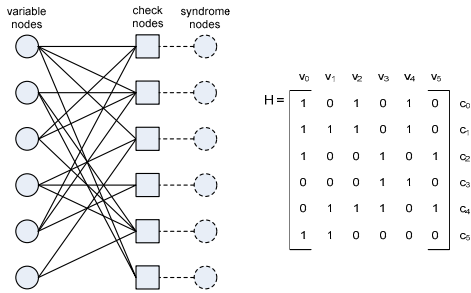 variable nodes
check nodes
syndrome nodes
v0 v1 v2 v3 v4 v5
H =
1 0 1 0 1 0 c0
1 1 1 0 1 0 c1
1 0 0 1 0 1 c2
0 0 0 1 1 0 c3
0 1 1 1 0 1 c4
1 1 0 0 0 0 c5